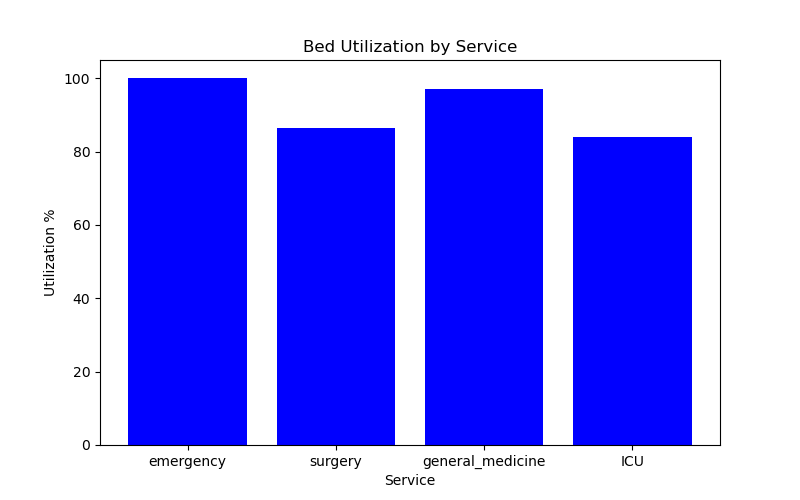 Bed Utilization by Service
Utilization %
100
80
60
40
20
0
emergency surgery general_medicine ICU
Service